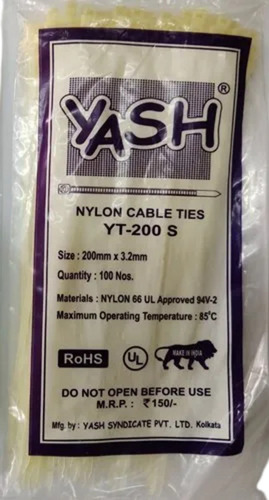 YASH®
NYLON CABLE TIES
YT-200 S
Size : 200mm x 3.2mm
Quantity : 100 Nos.
Materials : NYLON 66 UL Approved 94V-2
Maximum Operating Temperature : 85°C
RoHS UL MAKE IN INDIA
DO NOT OPEN BEFORE USE
M.R.P. : ₹150/-
Mfg. by : YASH SYNDICATE PVT. LTD. Kolkata